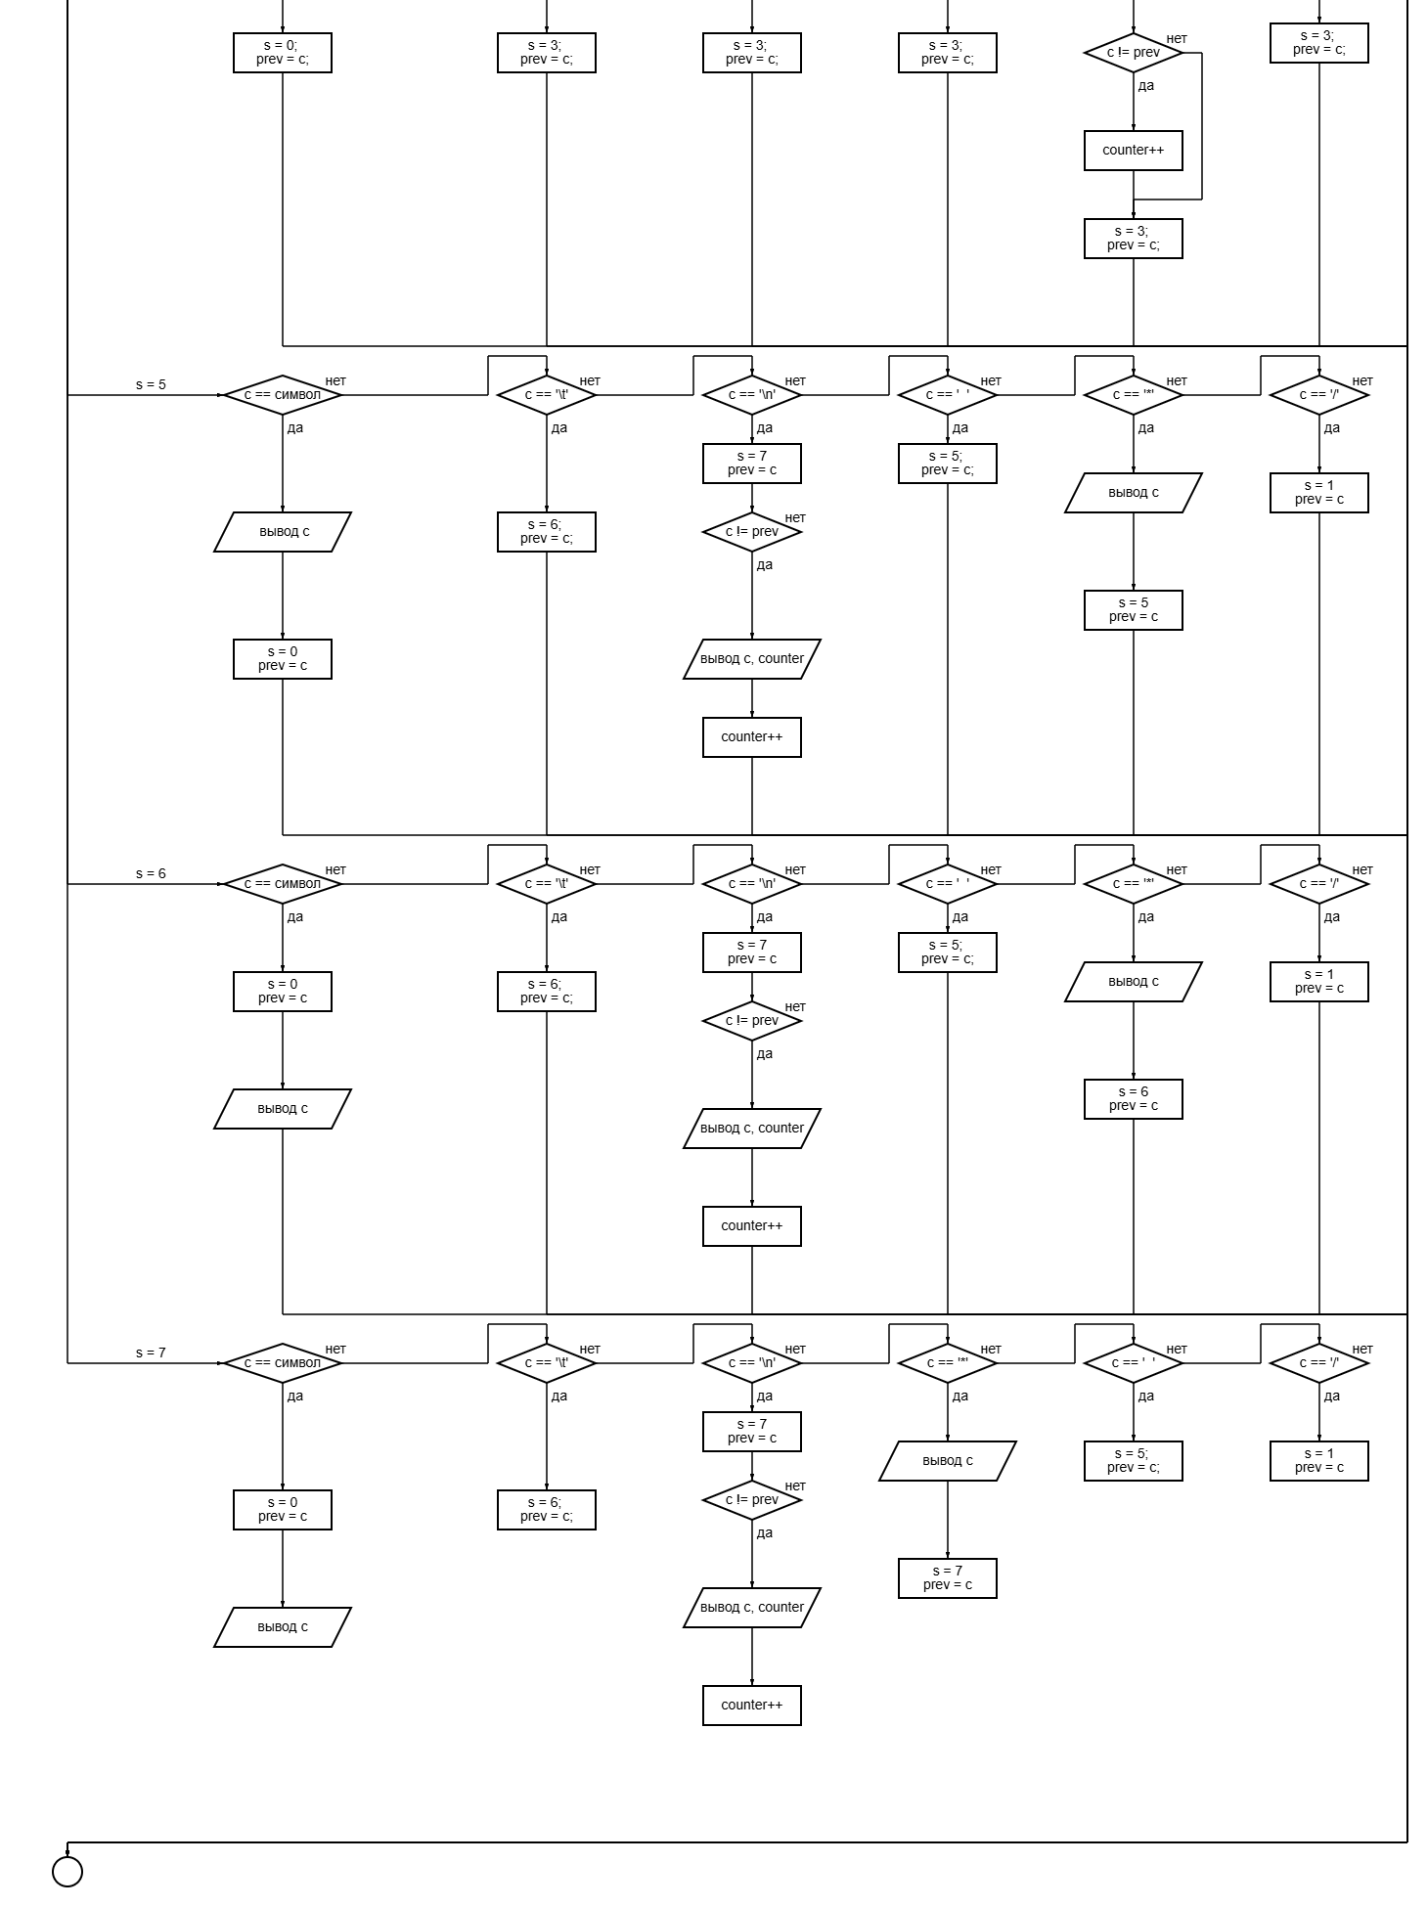 s = 0;
prev = c;
s = 3;
prev = c;
s = 3;
prev = c;
s = 3;
prev = c;
c != prev
нет
да
counter++
s = 3;
prev = c;
s = 3;
prev = c;
s = 5
c == символ
нет
да
вывод с
s = 0
prev = c
c == '\t'
нет
да
s = 6;
prev = c;
c == '\n'
нет
да
s = 7
prev = c
c != prev
нет
да
вывод с, counter
counter++
c == ' '
нет
да
s = 5;
prev = c;
c == '*'
нет
да
вывод с
s = 5
prev = c
c == '/'
нет
да
s = 1
prev = c
s = 6
c == символ
нет
да
s = 0
prev = c
вывод с
c == '\t'
нет
да
s = 6;
prev = c;
c == '\n'
нет
да
s = 7
prev = c
c != prev
нет
да
вывод с, counter
counter++
c == ' '
нет
да
s = 5;
prev = c;
c == '*'
нет
да
вывод с
s = 6
prev = c
c == '/'
нет
да
s = 1
prev = c
s = 7
c == символ
нет
да
s = 0
prev = c
вывод с
c == '\t'
нет
да
s = 6;
prev = c;
c == '\n'
нет
да
s = 7
prev = c
c != prev
нет
да
вывод с, counter
counter++
c == '*'
нет
да
вывод с
s = 7
prev = c
c == ' '
нет
да
s = 5;
prev = c;
c == '/'
нет
да
s = 1
prev = c